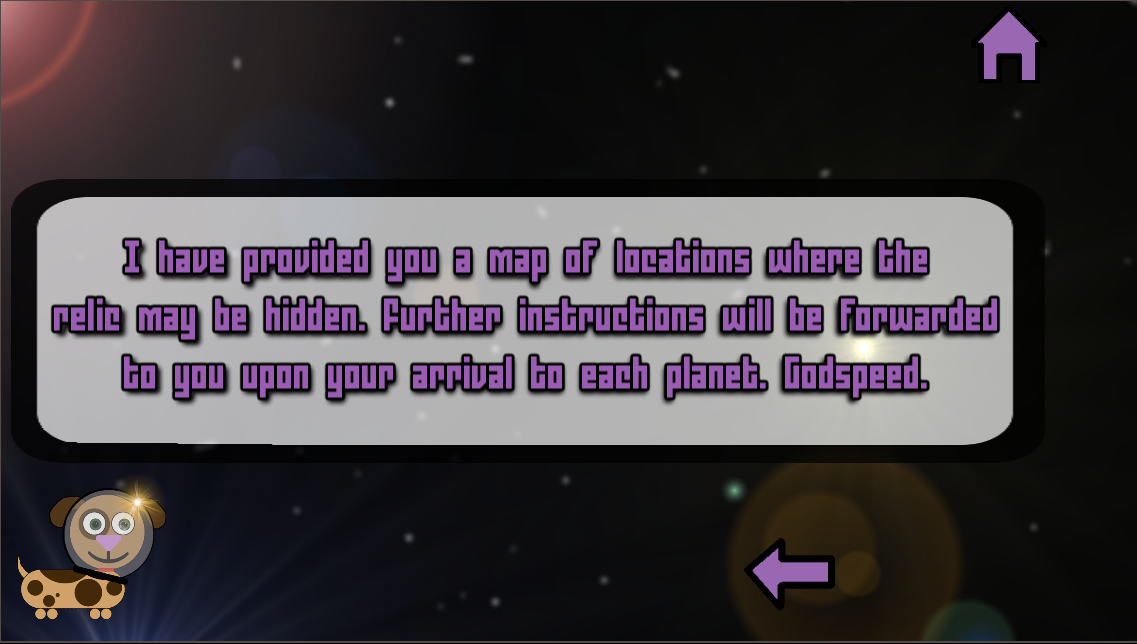 I have provided you a map of locations where the
relic may be hidden. Further instructions will be forwarded
to you upon your arrival to each planet. Godspeed.